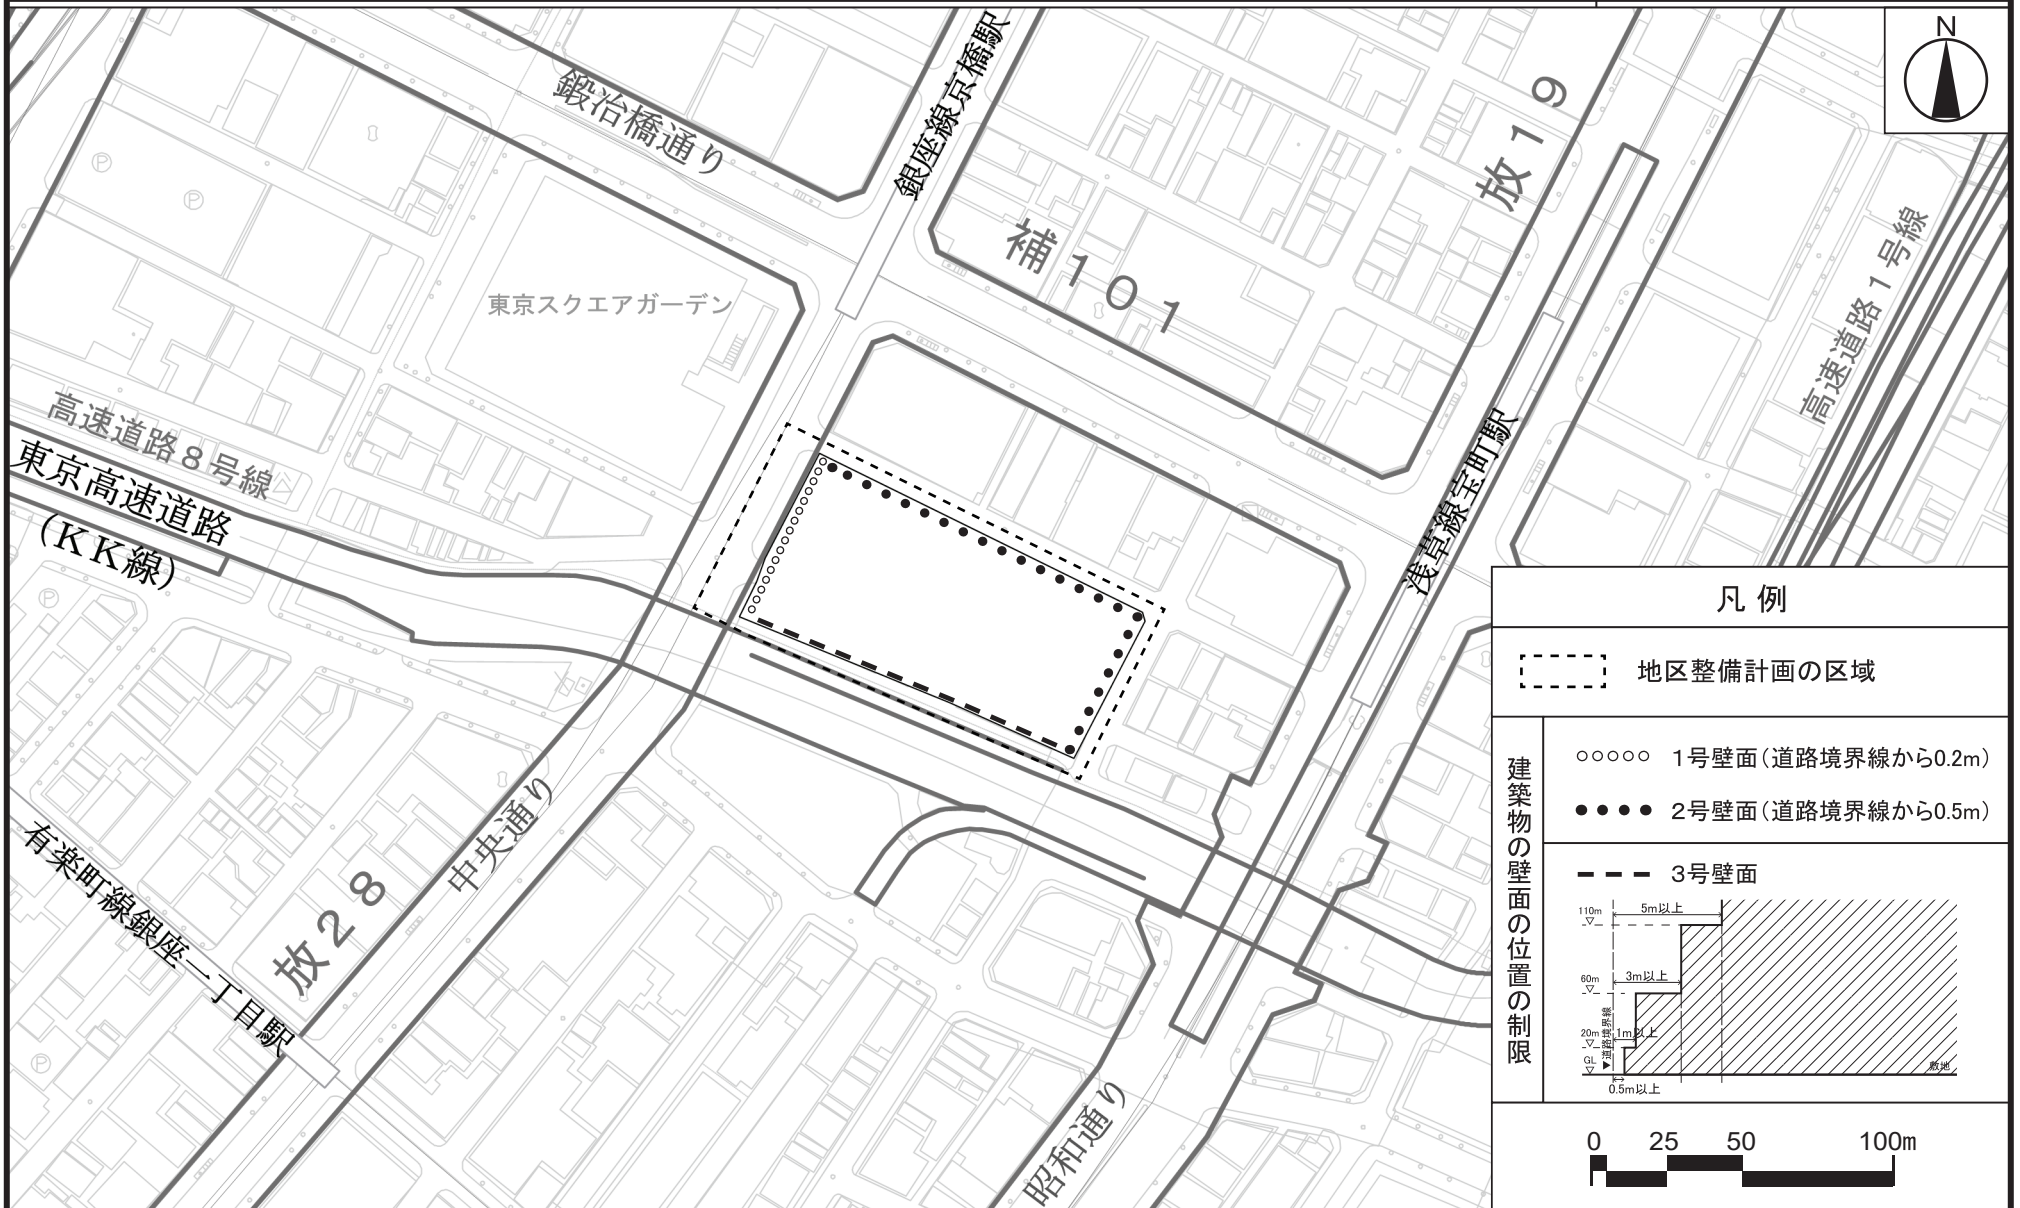 N
鍛冶橋通り
銀座線京橋駅
補101
放19
高速道路1号線
東京スクエアガーデン
Ⓟ
Ⓟ
高速道路8号線
東京高速道路
(KK線)
Ⓟ
浅草線宝町駅
中央通り
放28
有楽町線銀座一丁目駅
Ⓟ
昭和通り
凡例
地区整備計画の区域
建築物の壁面の位置の制限
1号壁面(道路境界線から0.2m)
2号壁面(道路境界線から0.5m)
3号壁面
110m
5m以上
60m
3m以上
20m
1m以上
道路境界線
GL
敷地
0.5m以上
0 25 50 100m